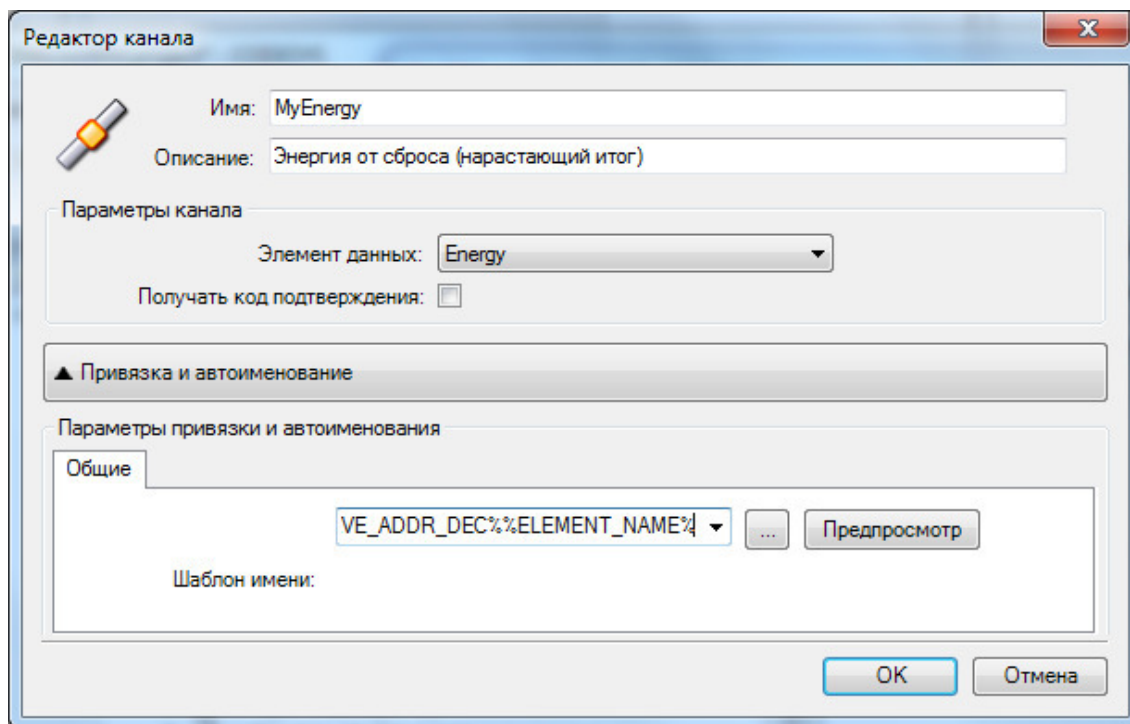 Редактор канала
Имя: MyEnergy
Описание: Энергия от сброса (нарастающий итог)
Параметры канала
Элемент данных: Energy
Получать код подтверждения:
Привязка и автоименование
Параметры привязки и автоименования
Общие
VE_ADDR_DEC%%ELEMENT_NAME% ... Предпросмотр
Шаблон имени:
OK Отмена